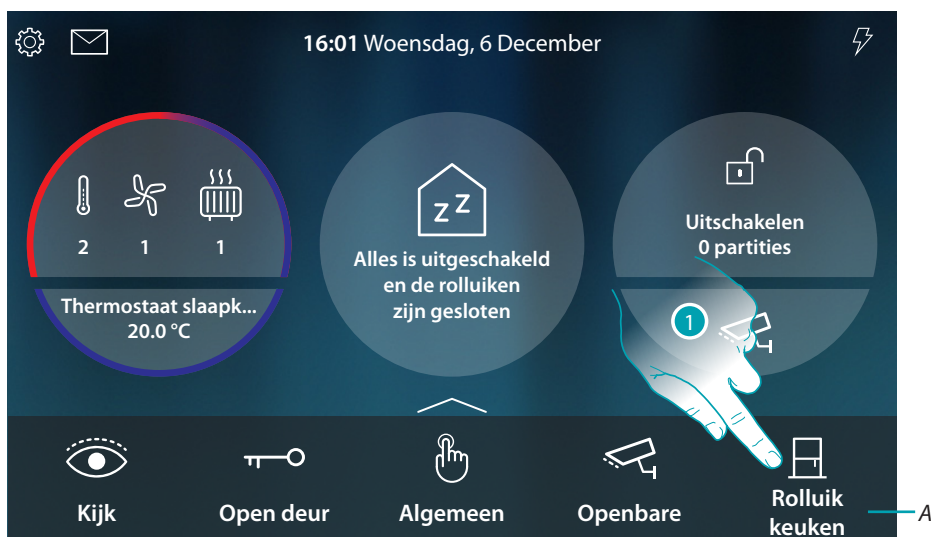 16:01 Woensdag, 6 December
2 1 1
Thermostaat slaapk...
20.0 °C
zZ
Alles is uitgeschakeld
en de rolluiken
zijn gesloten
Uitschakelen
0 partities
1
Kijk
Open deur
Algemeen
Openbare
Rolluik
keuken
A